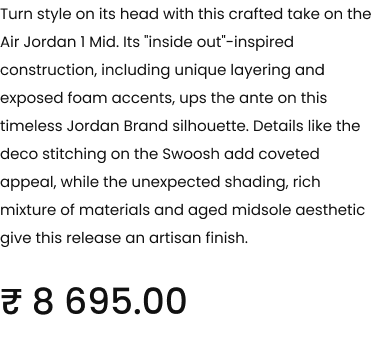 Turn style on its head with this crafted take on the
Air Jordan 1 Mid. Its "inside out"-inspired
construction, including unique layering and
exposed foam accents, ups the ante on this
timeless Jordan Brand silhouette. Details like the
deco stitching on the Swoosh add coveted
appeal, while the unexpected shading, rich
mixture of materials and aged midsole aesthetic
give this release an artisan finish.
₹ 8 695.00